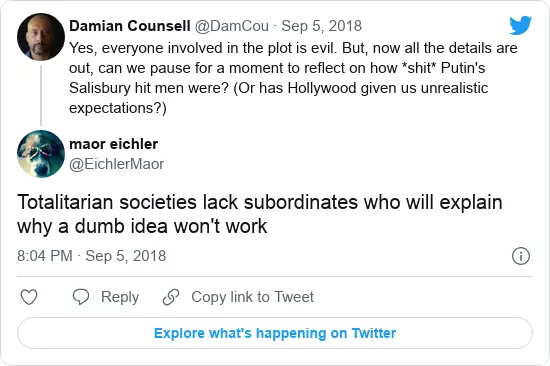 Damian Counsell @DamCou · Sep 5, 2018
Yes, everyone involved in the plot is evil. But, now all the details are
out, can we pause for a moment to reflect on how *shit* Putin's
Salisbury hit men were? (Or has Hollywood given us unrealistic
expectations?)
maor eichler
@EichlerMaor
Totalitarian societies lack subordinates who will explain
why a dumb idea won't work
8:04 PM · Sep 5, 2018
Reply
Copy link to Tweet
Explore what's happening on Twitter